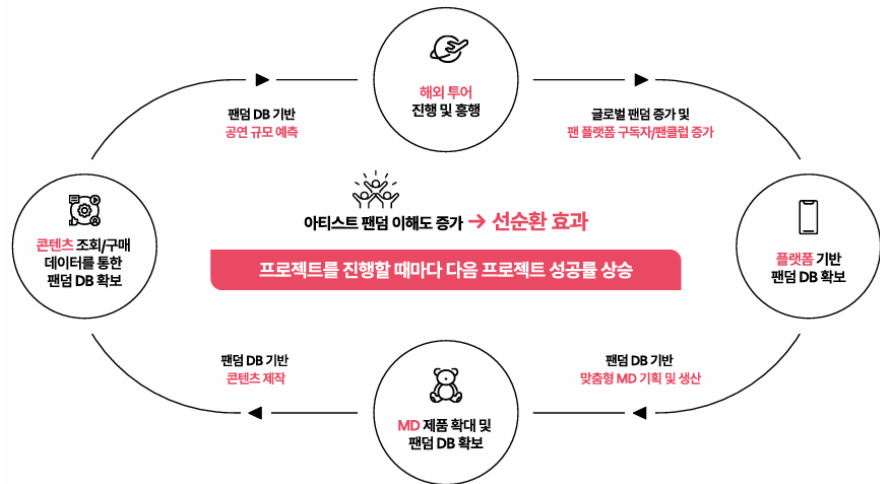 해외 투어
진행 및 흥행
팬덤 DB 기반
공연 규모 예측
글로벌 팬덤 증가 및
팬 플랫폼 구독자/팬클럽 증가
아티스트 팬덤 이해도 증가 → 선순환 효과
콘텐츠 조회/구매
데이터를 통한
팬덤 DB 확보
프로젝트를 진행할 때마다 다음 프로젝트 성공률 상승
플랫폼 기반
팬덤 DB 확보
팬덤 DB 기반
콘텐츠 제작
팬덤 DB 기반
맞춤형 MD 기획 및 생산
MD 제품 확대 및
팬덤 DB 확보